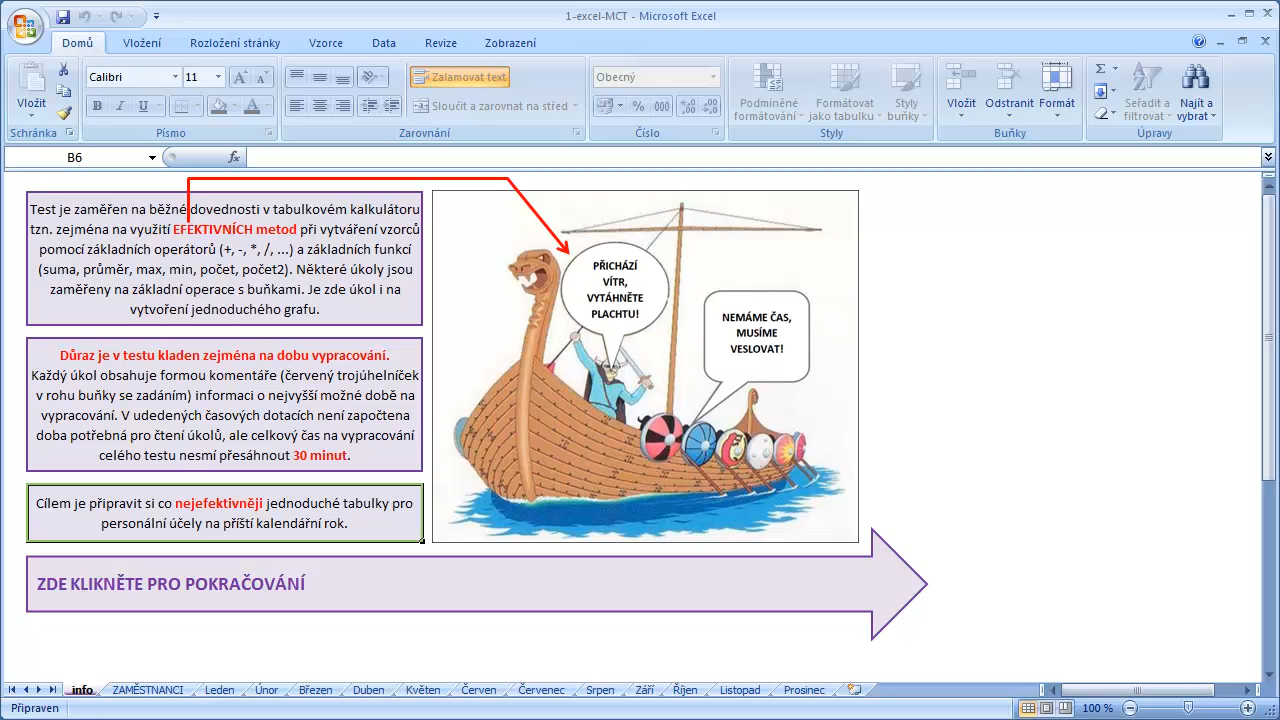 1-excel-MCT - Microsoft Excel
Domů Vložení Rozložení stránky Vzorce Data Revize Zobrazení
Calibri 11 Zalamovat text Obecný
Vložit Sloučit a zarovnat na střed % 000 Podmíněné formátování Formátovat jako tabulku Styly buňky Vložit Odstranit Formát Seřadit a filtrovat Najít a vybrat
Schránka Písmo Zarovnání Číslo Styly Buňky Úpravy
B6 fx
Test je zaměřen na běžné dovednosti v tabulkovém kalkulátoru
tzn. zejména na využití EFEKTIVNÍCH metod při vytváření vzorců
pomocí základních operátorů (+, -, *, /, ...) a základních funkcí
(suma, průměr, max, min, počet, počet2). Některé úkoly jsou
zaměřeny na základní operace s buňkami. Je zde úkol i na
vytvoření jednoduchého grafu.
Důraz je v testu kladen zejména na dobu vypracování.
Každý úkol obsahuje formou komentáře (červený trojúhelníček
v rohu buňky se zadáním) informaci o nejvyšší možné době na
vypracování. V udedených časových dotacích není započtena
doba potřebná pro čtení úkolů, ale celkový čas na vypracování
celého testu nesmí přesáhnout 30 minut.
Cílem je připravit si co nejefektivněji jednoduché tabulky pro
personální účely na příští kalendářní rok.
PŘICHÁZÍ
VÍTR,
VYTÁHNĚTE
PLACHTU!
NEMÁME ČAS,
MUSÍME
VESLOVAT!
ZDE KLIKNĚTE PRO POKRAČOVÁNÍ
info ZAMĚSTNANCI Leden Únor Březen Duben Květen Červen Červenec Srpen Září Říjen Listopad Prosinec
Připraven 100 %